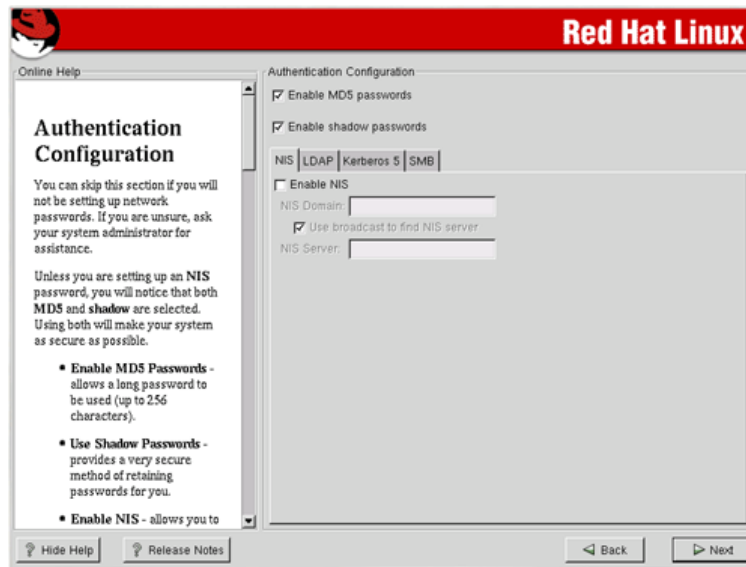 Red Hat Linux
Online Help
Authentication
Configuration
You can skip this section if you will
not be setting up network
passwords. If you are unsure, ask
your system administrator for
assistance.
Unless you are setting up an NIS
password, you will notice that both
MD5 and shadow are selected.
Using both will make your system
as secure as possible.
• Enable MD5 Passwords -
allows a long password to
be used (up to 256
characters).
• Use Shadow Passwords -
provides a very secure
method of retaining
passwords for you.
• Enable NIS - allows you to
Authentication Configuration
Enable MD5 passwords
Enable shadow passwords
NIS LDAP Kerberos 5 SMB
Enable NIS
NIS Domain:
Use broadcast to find NIS server
NIS Server:
Hide Help Release Notes Back Next